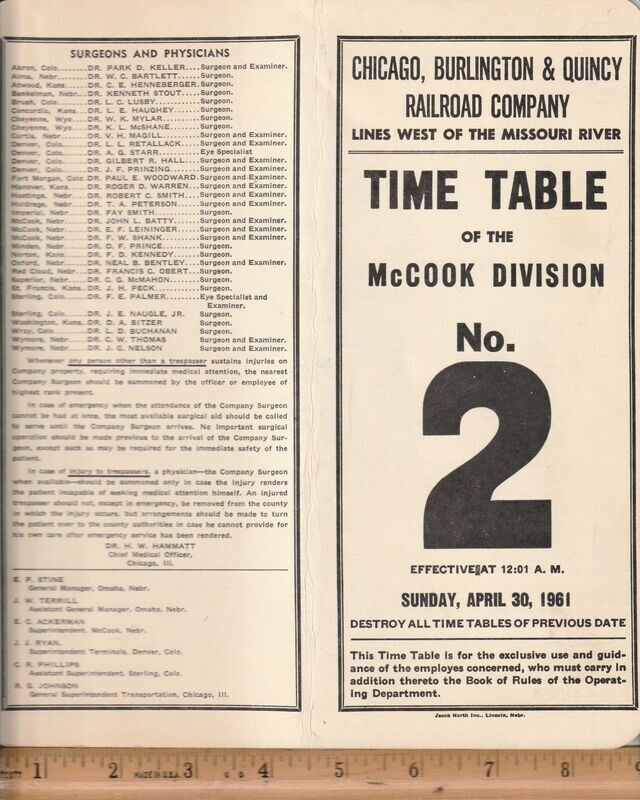 SURGEONS AND PHYSICIANS
Akron, Colo........DR. PARK D. KELLER....Surgeon and Examiner.
Alma, Nebr.......DR. W. C. BARTLETT......Surgeon.
Atwood, Kans.....DR. C. E. HENNEBERGER.Surgeon.
Benkelman, Nebr..DR. KENNETH STOUT.....Surgeon.
Brush, Colo.......DR. L. C. LUSBY........Surgeon.
Concordia, Kans..DR. L. E. HAUGHEY......Surgeon.
Cheyenne, Wyo....DR. W. K. MYLAR.......Surgeon.
Cheyenne, Wyo....DR. K. L. McSHANE.....Surgeon.
Curtis, Nebr......DR. V. H. MAGILL......Surgeon and Examiner.
Denver, Colo......DR. L. L. RETALLACK...Surgeon and Examiner.
Denver, Colo......DR. A. G. STARR.......Eye Specialist
Denver, Colo......DR. GILBERT R. HALL...Surgeon and Examiner.
Denver, Colo......DR. J. F. PRINZING....Surgeon and Examiner.
Fort Morgan, Colo.DR. PAUL E. WOODWARD.Surgeon and Examiner.
Hanover, Kans....DR. ROGER D. WARREN...Surgeon and Examiner.
Hastings, Nebr....DR. ROBERT C. SMITH...Surgeon and Examiner.
Holdrege, Nebr....DR. T. A. PETERSON....Surgeon and Examiner.
Imperial, Nebr....DR. FAY SMITH........Surgeon.
McCook, Nebr.....DR. JOHN L. BATTY.....Surgeon and Examiner.
McCook, Nebr.....DR. E. F. LEININGER....Surgeon and Examiner.
McCook, Nebr.....DR. F. W. SHANK.......Surgeon and Examiner.
Minden, Nebr.....DR. D. F. PRINCE......Surgeon.
Norton, Kans.....DR. F. D. KENNEDY.....Surgeon.
Oxford, Nebr.....DR. NEAL B. BENTLEY...Surgeon and Examiner.
Red Cloud, Nebr...DR. FRANCIS C. OBERT...Surgeon.
Superior, Nebr....DR. C. G. McMAHON.....Surgeon.
St. Francis, Kans..DR. J. H. PECK........Surgeon.
Sterling, Colo.....DR. F. E. PALMER......Eye Specialist and
Examiner.
Sterling, Colo.....DR. J. E. NAUGLE, JR. Surgeon.
Washington, Kans..DR. D. A. BITZER Surgeon.
Wray, Colo.......DR. L. D. BUCHANAN Surgeon.
Wymore, Nebr.....DR. C. W. THOMAS Surgeon and Examiner.
Wymore, Nebr.....DR. J. C. NELSON Surgeon and Examiner.
Whenever any person other than a trespasser sustains injuries on
Company property, requiring immediate medical attention, the nearest
Company Surgeon should be summoned by the officer or employee of
highest rank present.
In case of emergency when the attendance of the Company Surgeon
cannot be had at once, the most available surgical aid should be called
to serve until the Company Surgeon arrives. No important surgical
operation should be made previous to the arrival of the Company Sur-
geon, except such as may be required for the immediate safety of the
patient.
In case of injury to trespassers, a physician—the Company Surgeon
when available—should be summoned only in case the injury renders
the patient incapable of seeking medical attention himself. An injured
trespasser should not, except in emergency, be removed from the county
in which the injury occurs, but arrangements should be made to turn
the patient over to the county authorities in case he cannot provide for
his own care after emergency service has been rendered.
DR. H. W. HAMMATT
Chief Medical Officer,
Chicago, Ill.
E. P. STINE
General Manager, Omaha, Nebr.
J. W. TERRILL
Assistant General Manager, Omaha, Nebr.
E. C. ACKERMAN
Superintendent, McCook, Nebr.
J. J. RYAN,
Superintendent Terminals, Denver, Colo.
C. R. PHILLIPS
Assistant Superintendent, Sterling, Colo.
R. G. JOHNSON
General Superintendent Transportation, Chicago, Ill.
CHICAGO, BURLINGTON & QUINCY
RAILROAD COMPANY
LINES WEST OF THE MISSOURI RIVER
TIME TABLE
OF THE
McCOOK DIVISION
No.
2
EFFECTIVE AT 12:01 A. M.
SUNDAY, APRIL 30, 1961
DESTROY ALL TIME TABLES OF PREVIOUS DATE
This Time Table is for the exclusive use and guid-
ance of the employes concerned, who must carry in
addition thereto the Book of Rules of the Operat-
ing Department.
Jacob North Inc., Lincoln, Nebr.
1 2 MADE IN U.S.A. 3 4 5 6 7 8 9